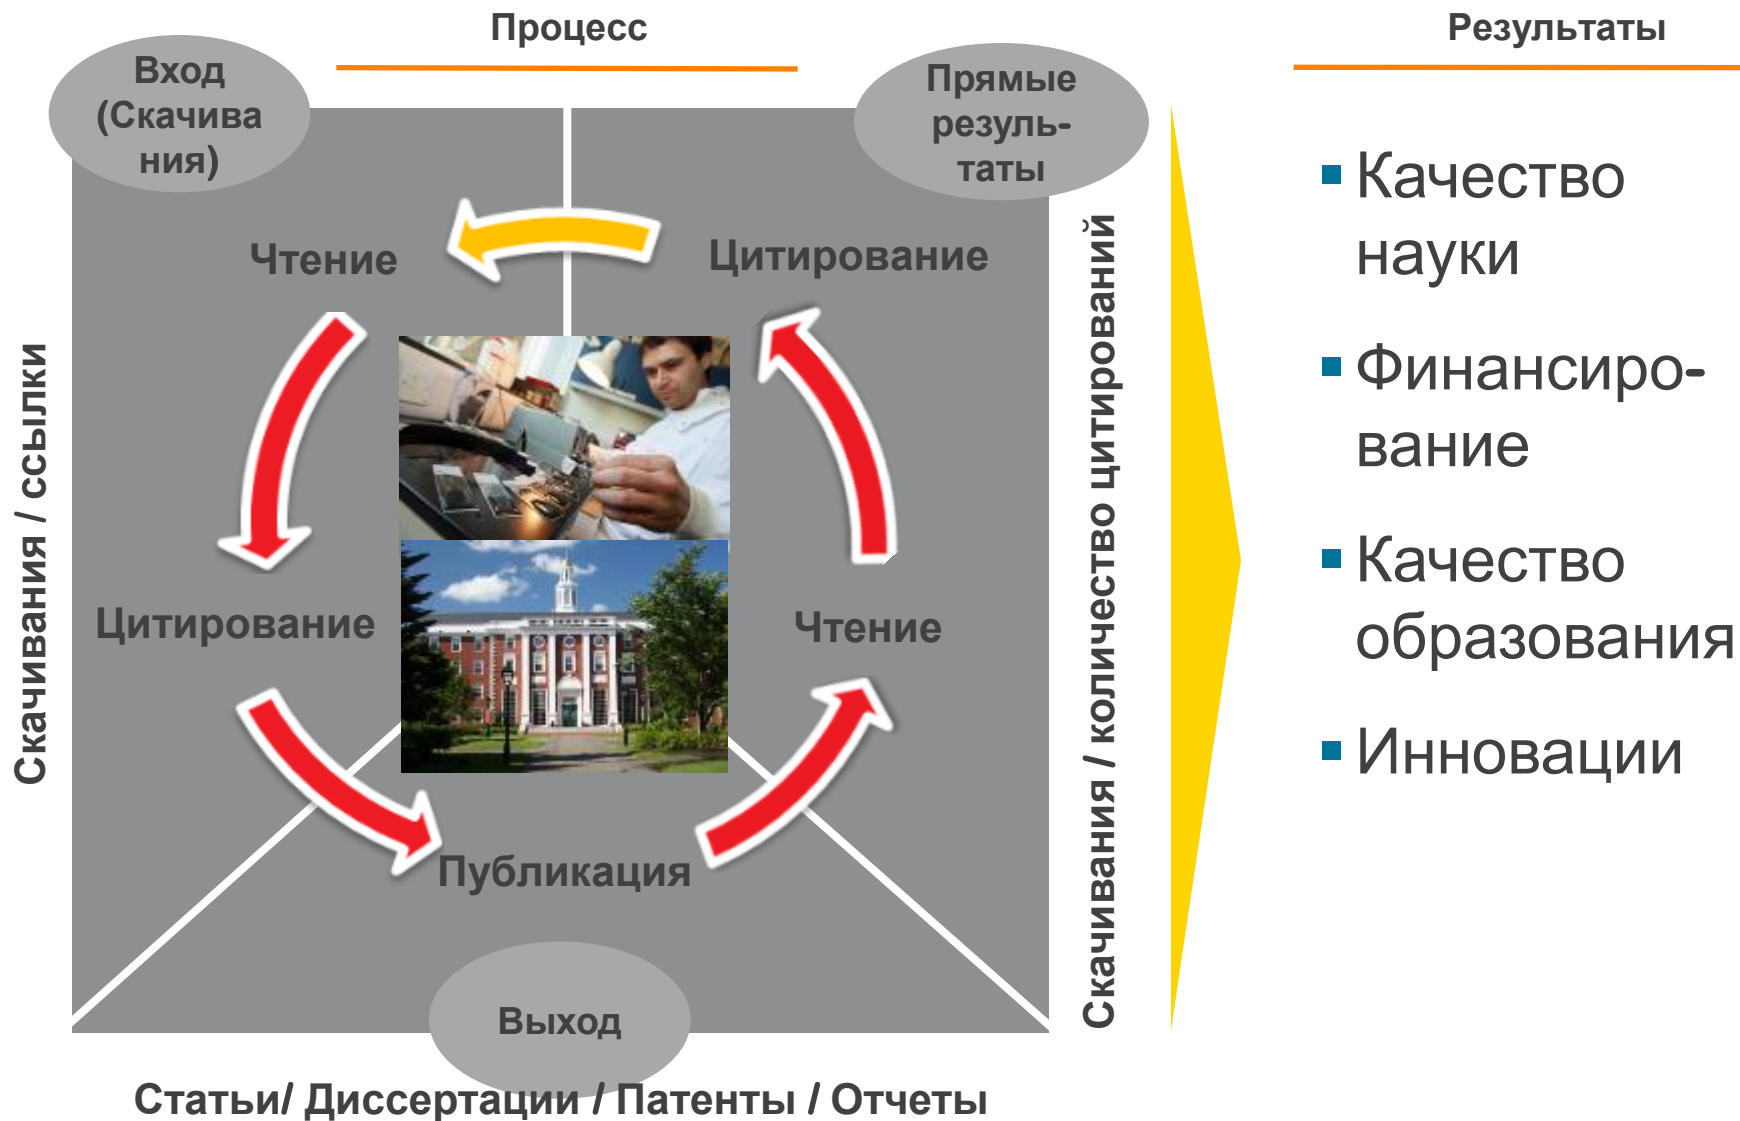 Процесс
Результаты
Вход
(Скачива
ния)
Прямые
резуль-
таты
Чтение
Цитирование
Скачивания / ссылки
Цитирование
Чтение
Публикация
Выход
Статьи/ Диссертации / Патенты / Отчеты
Скачивания / количество цитирований
Качество
науки
Финансиро-
вание
Качество
образования
Инновации